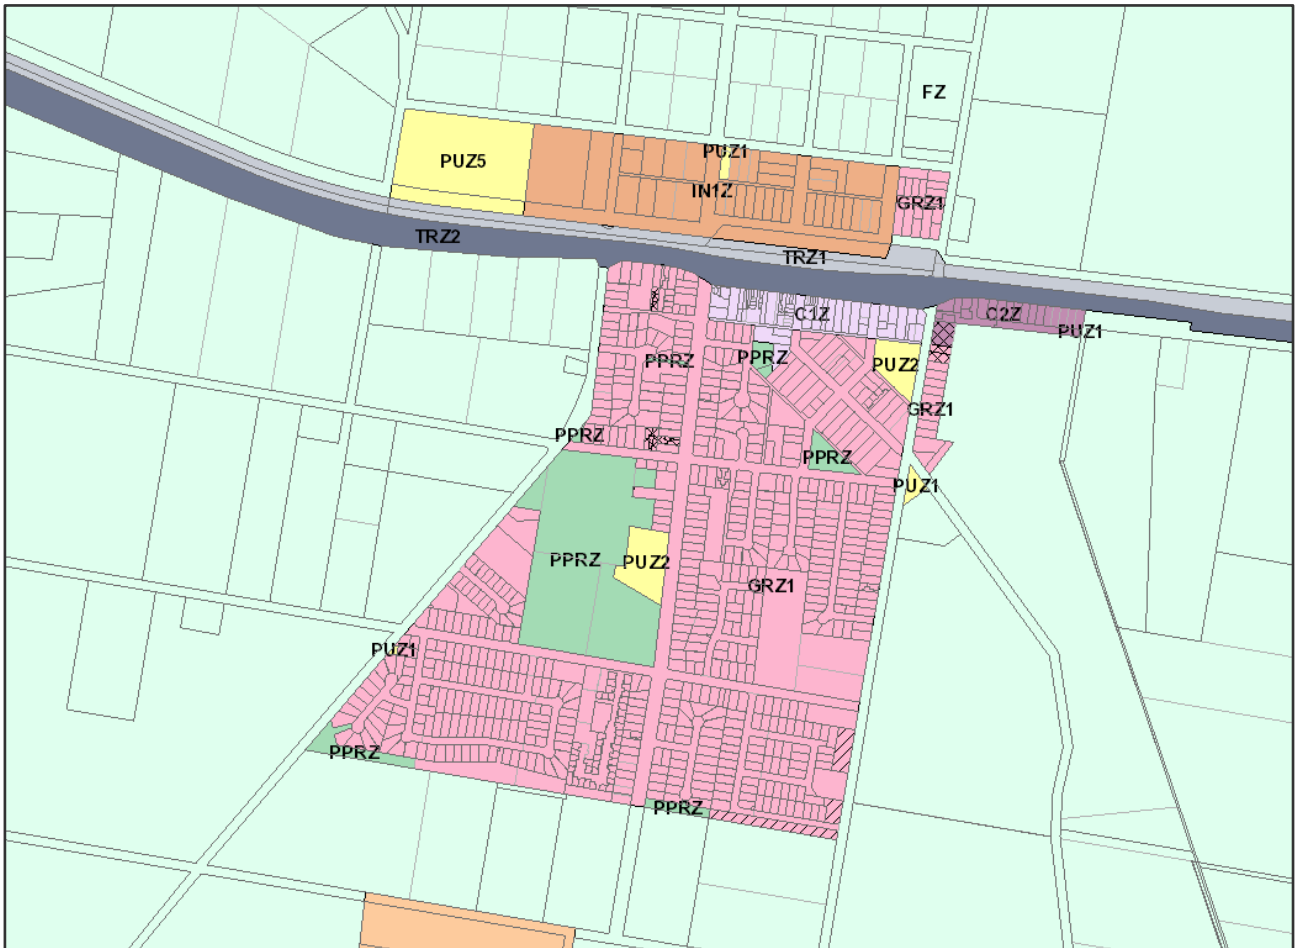 FZ
PUZ1
PUZ5
IN1Z
GRZ1
TRZ2
TRZ1
C1Z
C2Z
PUZ1
PPRZ
PPRZ
PUZ2
GRZ1
PPRZ
PPRZ
PUZ1
PPRZ
PUZ2
GRZ1
PUZ1
PPRZ
PPRZ